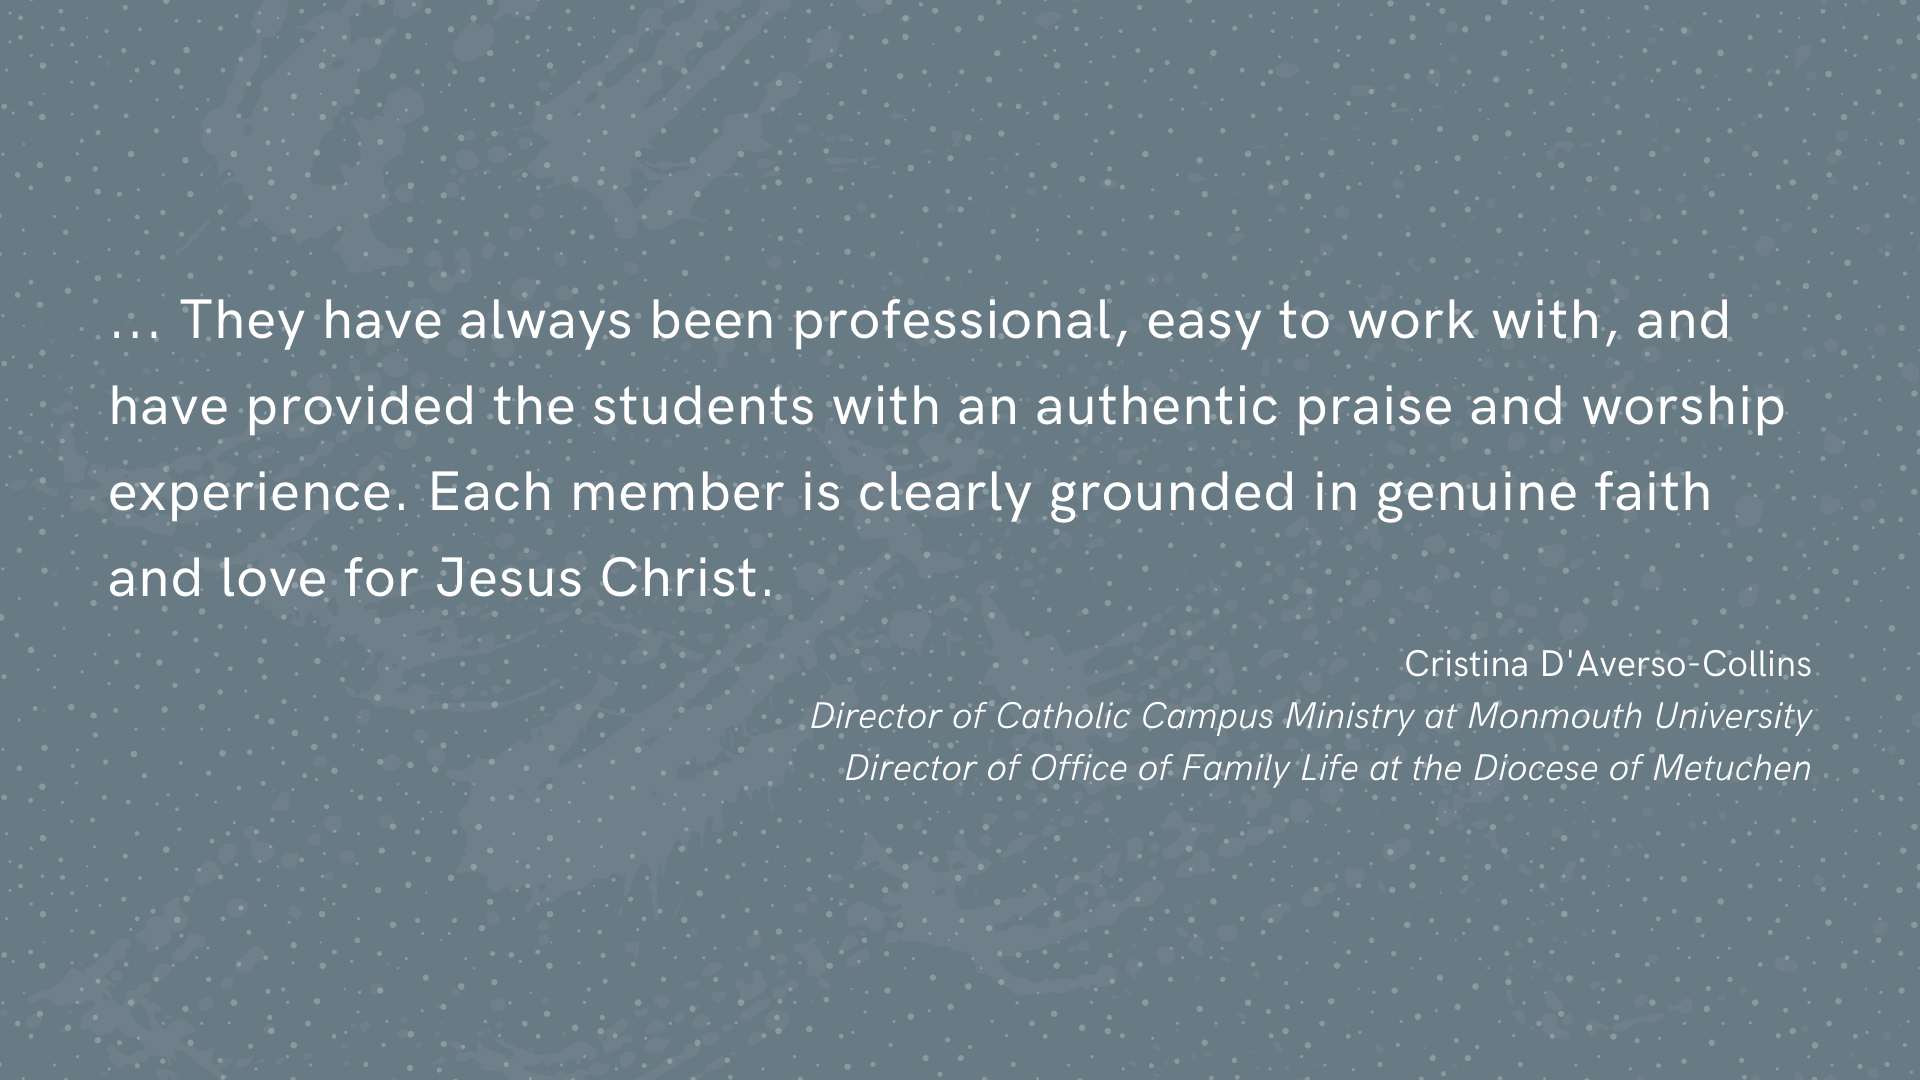 ... They have always been professional, easy to work with, and
have provided the students with an authentic praise and worship
experience. Each member is clearly grounded in genuine faith
and love for Jesus Christ.
Cristina D'Averso-Collins
Director of Catholic Campus Ministry at Monmouth University
Director of Office of Family Life at the Diocese of Metuchen